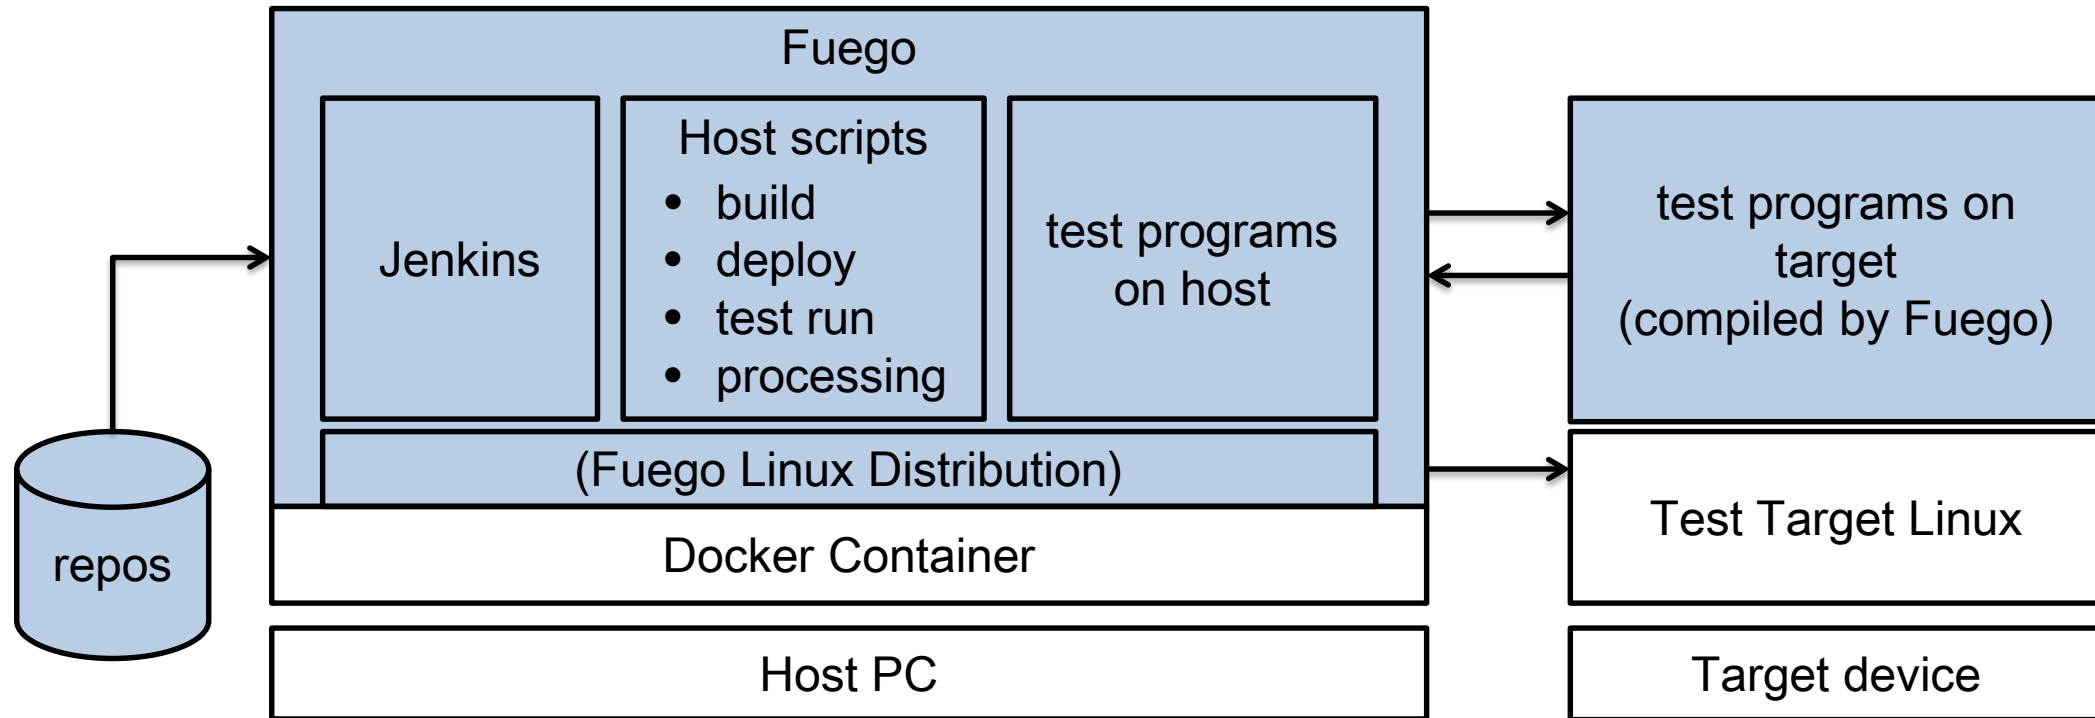 Fuego
Jenkins
Host scripts
• build
• deploy
• test run
• processing
test programs
on host
(Fuego Linux Distribution)
Docker Container
Host PC
repos
test programs on
target
(compiled by Fuego)
Test Target Linux
Target device